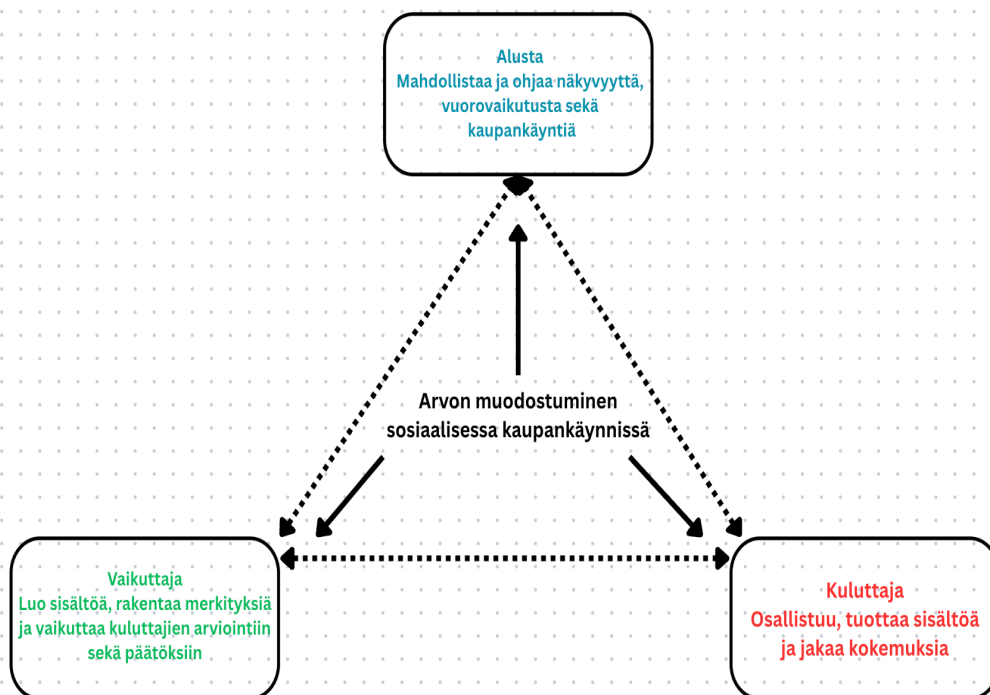 Alusta
Mahdollistaa ja ohjaa näkyvyyttä,
vuorovaikutusta sekä
kaupankäyntiä
Arvon muodostuminen
sosiaalisessa kaupankäynnissä
Vaikuttaja
Luo sisältöä, rakentaa merkityksiä
ja vaikuttaa kuluttajien arviointiin
sekä päätöksiin
Kuluttaja
Osallistuu, tuottaa sisältöä
ja jakaa kokemuksia